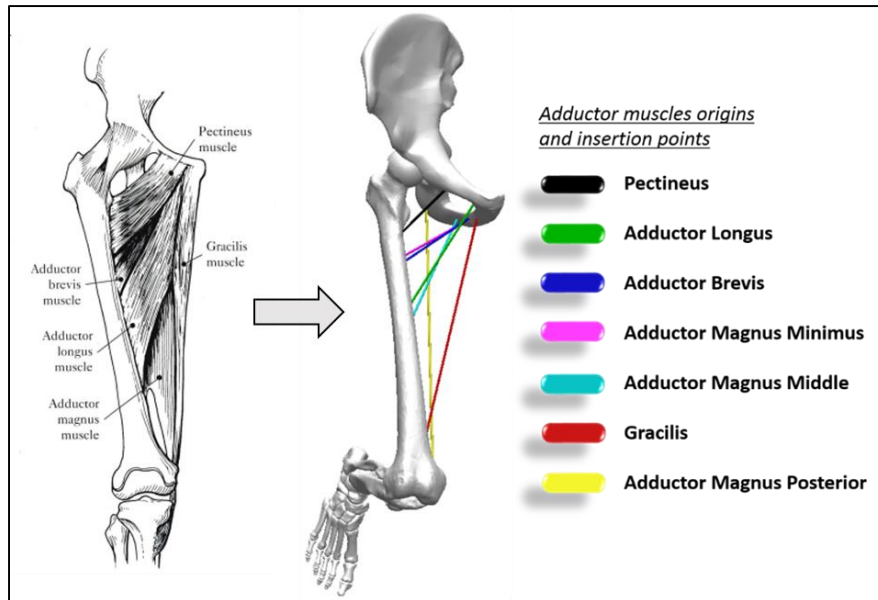 Pectineus
muscle
Gracilis
muscle
Adductor
brevis
muscle
Adductor
longus
muscle
Adductor
magnus
muscle
Adductor muscles origins
and insertion points
Pectineus
Adductor Longus
Adductor Brevis
Adductor Magnus Minimus
Adductor Magnus Middle
Gracilis
Adductor Magnus Posterior